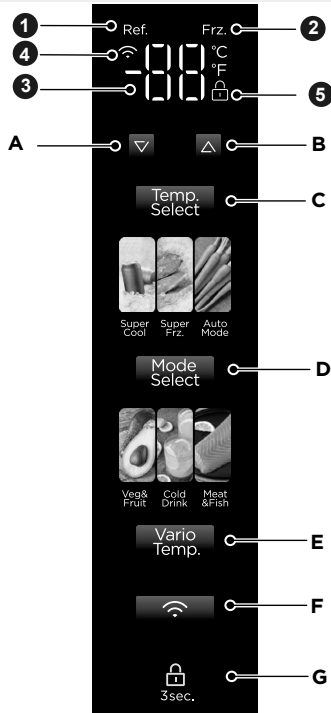 1 Ref. Frz. 2
4 °C
-88 °F
3 5
A B
Temp.
Select C
Super Super Auto
Cool Frz. Mode
Mode
Select D
Veg& Cold Meat
Fruit Drink &Fish
Vario
Temp. E
F
3sec. G